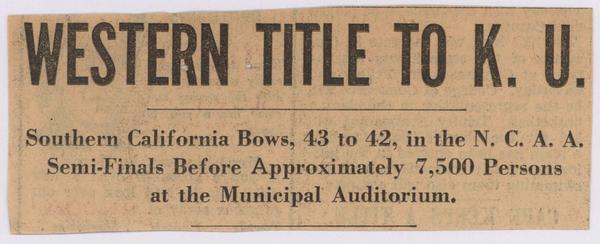 WESTERN TITLE TO K. U.
Southern California Bows, 43 to 42, in the N. C. A. A.
Semi-Finals Before Approximately 7,500 Persons
at the Municipal Auditorium.